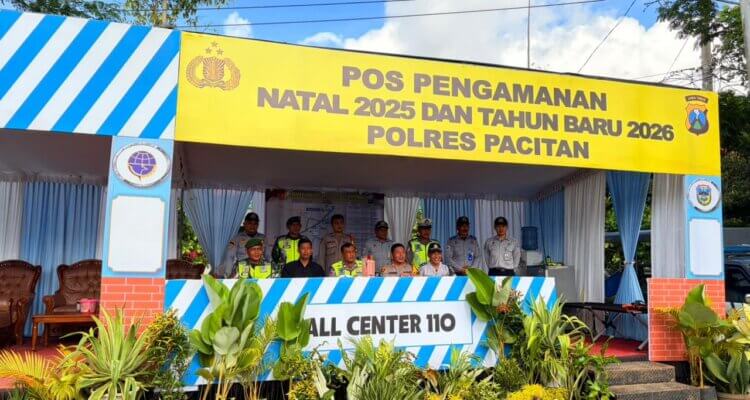 POS PENGAMANAN
NATAL 2025 DAN TAHUN BARU 2026
POLRES PACITAN
ALL CENTER 110